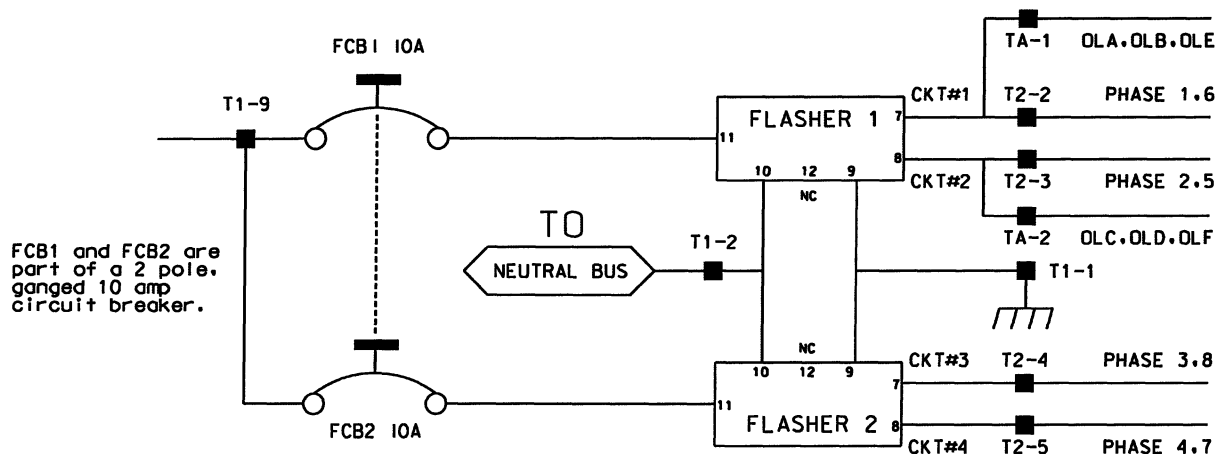 FCB1 10A
T1-9
TA-1 OLA.OLB.OLE
CKT#1 T2-2 PHASE 1.6
FLASHER 1
11
7
8
10 12 9
NC
CKT#2 T2-3 PHASE 2.5
TA-2 OLC.OLD.OLF
FCB1 and FCB2 are
part of a 2 pole.
ganged 10 amp
circuit breaker.
TO
NEUTRAL BUS
T1-2
T1-1
NC
10 12 9
CKT#3 T2-4 PHASE 3.8
7
11
FLASHER 2
8
FCB2 10A
CKT#4 T2-5 PHASE 4.7